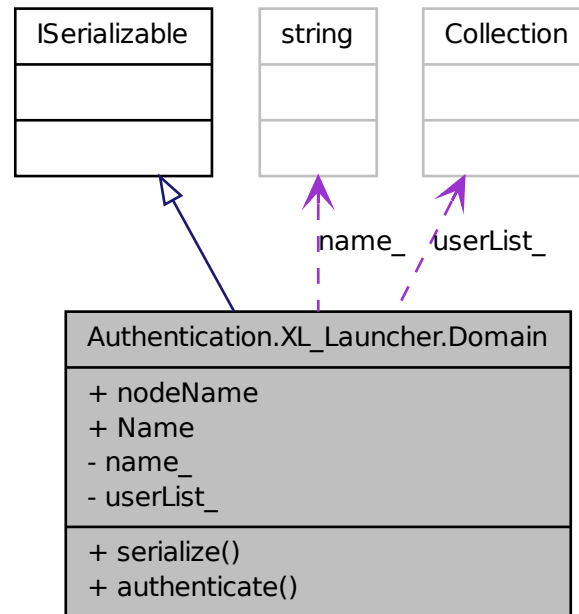 ISerializable
string
Collection
name_
userList_
Authentication.XL_Launcher.Domain
+ nodeName
+ Name
- name_
- userList_
+ serialize()
+ authenticate()